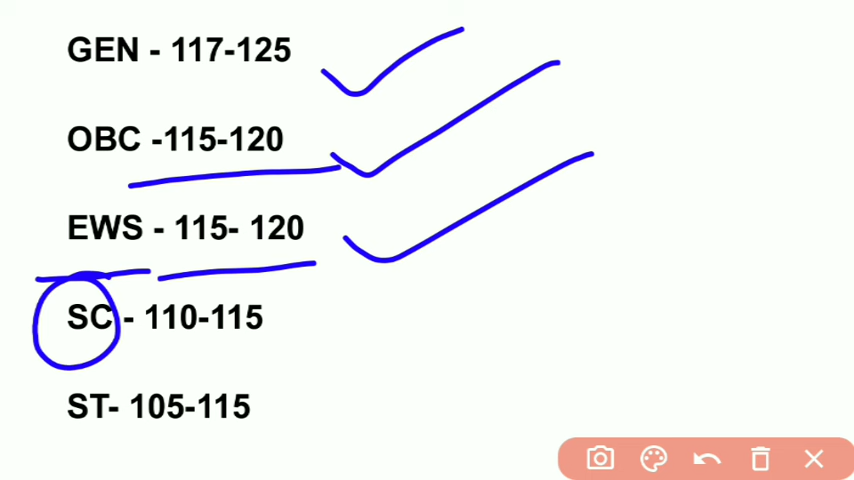 GEN - 117-125
OBC -115-120
EWS - 115- 120
SC - 110-115
ST- 105-115